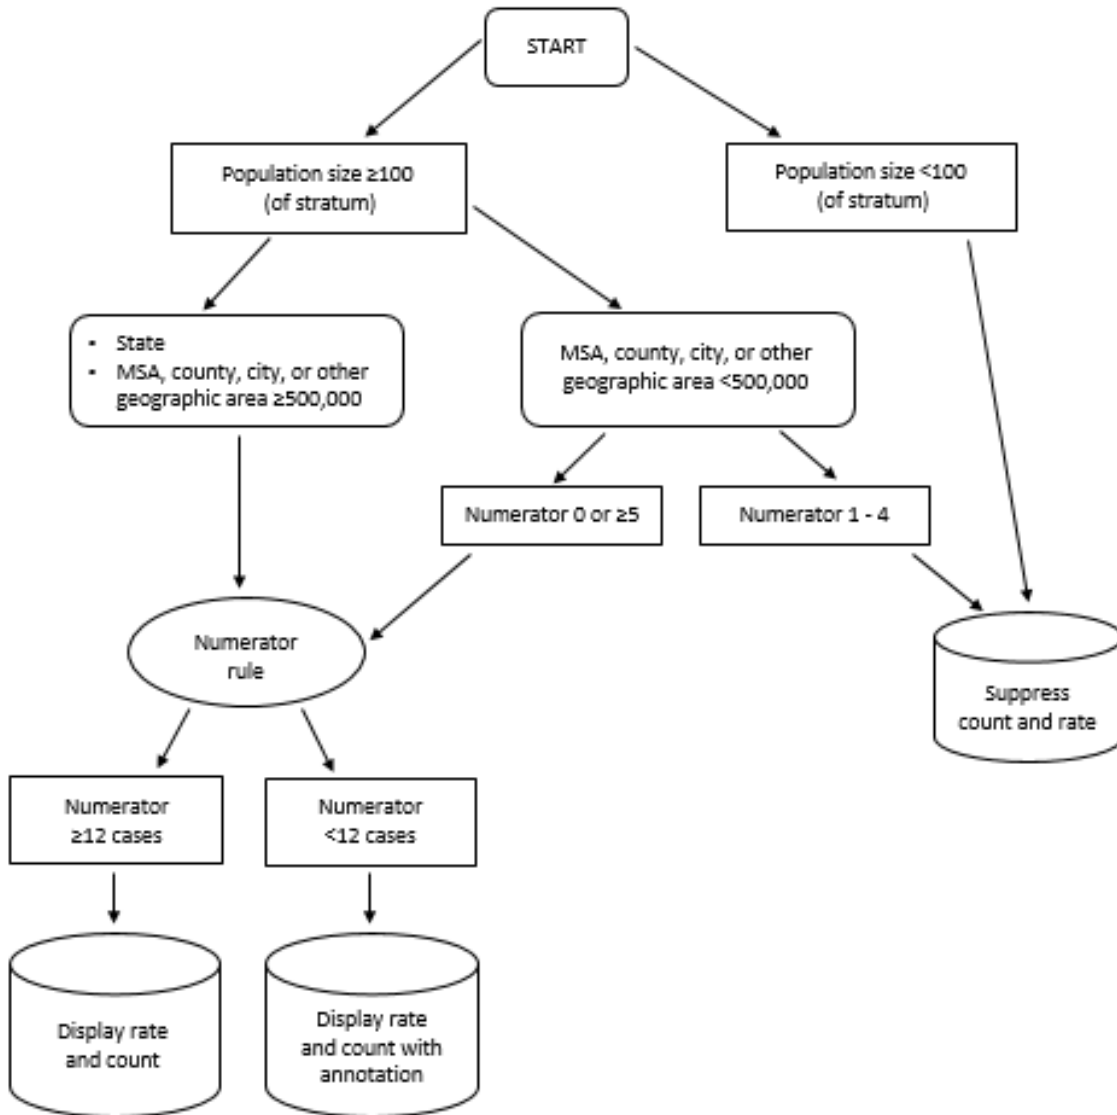 START
Population size ≥100
(of stratum)
Population size <100
(of stratum)
• State
• MSA, county, city, or other
geographic area ≥500,000
MSA, county, city, or other
geographic area <500,000
Numerator 0 or ≥5
Numerator 1 - 4
Numerator
rule
Suppress
count and rate
Numerator
≥12 cases
Numerator
<12 cases
Display rate
and count
Display rate
and count with
annotation